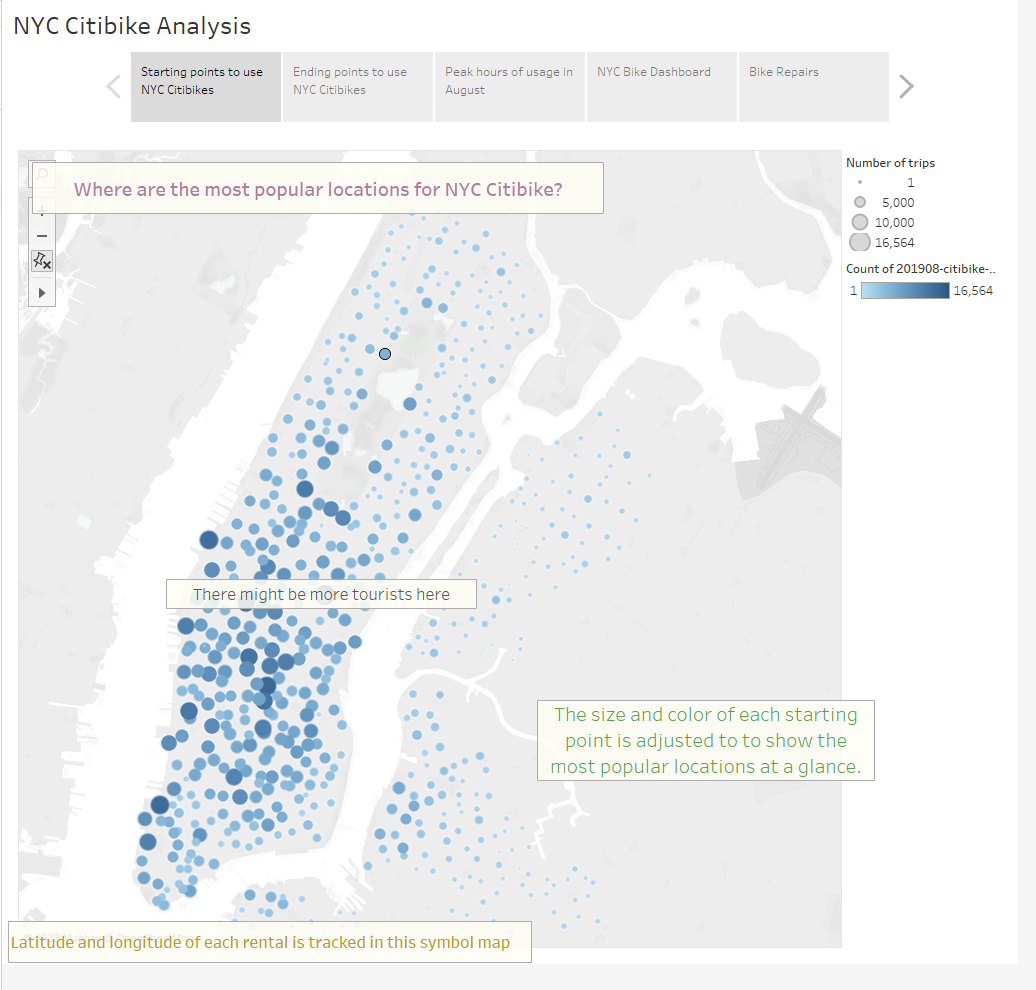 NYC Citibike Analysis
Starting points to use
NYC Citibikes
Ending points to use
NYC Citibikes
Peak hours of usage in
August
NYC Bike Dashboard
Bike Repairs
Where are the most popular locations for NYC Citibike?
Number of trips
1
5,000
10,000
16,564
Count of 201908-citibike-..
1 16,564
There might be more tourists here
The size and color of each starting
point is adjusted to to show the
most popular locations at a glance.
Latitude and longitude of each rental is tracked in this symbol map